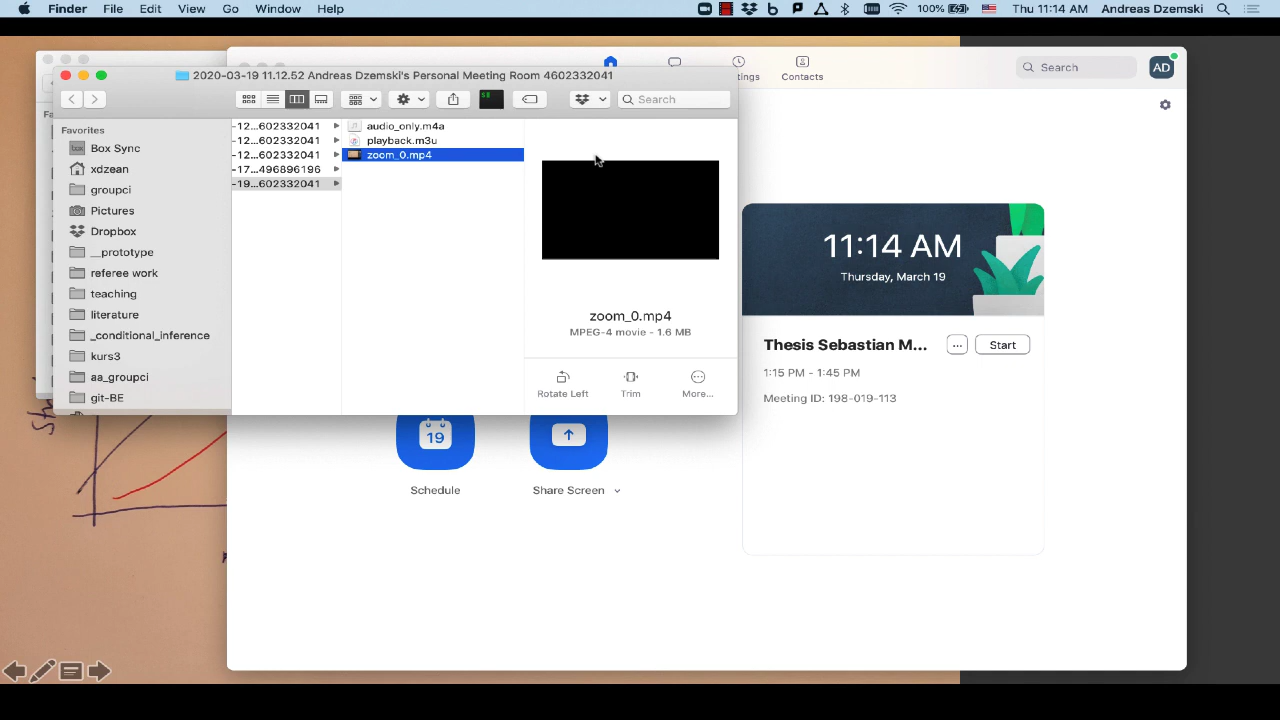 Finder File Edit View Go Window Help 100% Thu 11:14 AM Andreas Dzemski
2020-03-19 11.12.52 Andreas Dzemski's Personal Meeting Room 4602332041
Contacts
Search
AD
Search
Favorites
Box Sync
xdzean
groupci
Pictures
Dropbox
__prototype
referee work
teaching
literature
_conditional_inference
kurs3
aa_groupci
git-BE
-12...602332041
-12...602332041
-12...602332041
-17...496896196
-19...602332041
audio_only.m4a
playback.m3u
zoom_0.mp4
zoom_0.mp4
MPEG-4 movie - 1.6 MB
Rotate Left
Trim
More...
11:14 AM
Thursday, March 19
Thesis Sebastian M...
...
Start
1:15 PM - 1:45 PM
Meeting ID: 198-019-113
19
Schedule
Share Screen